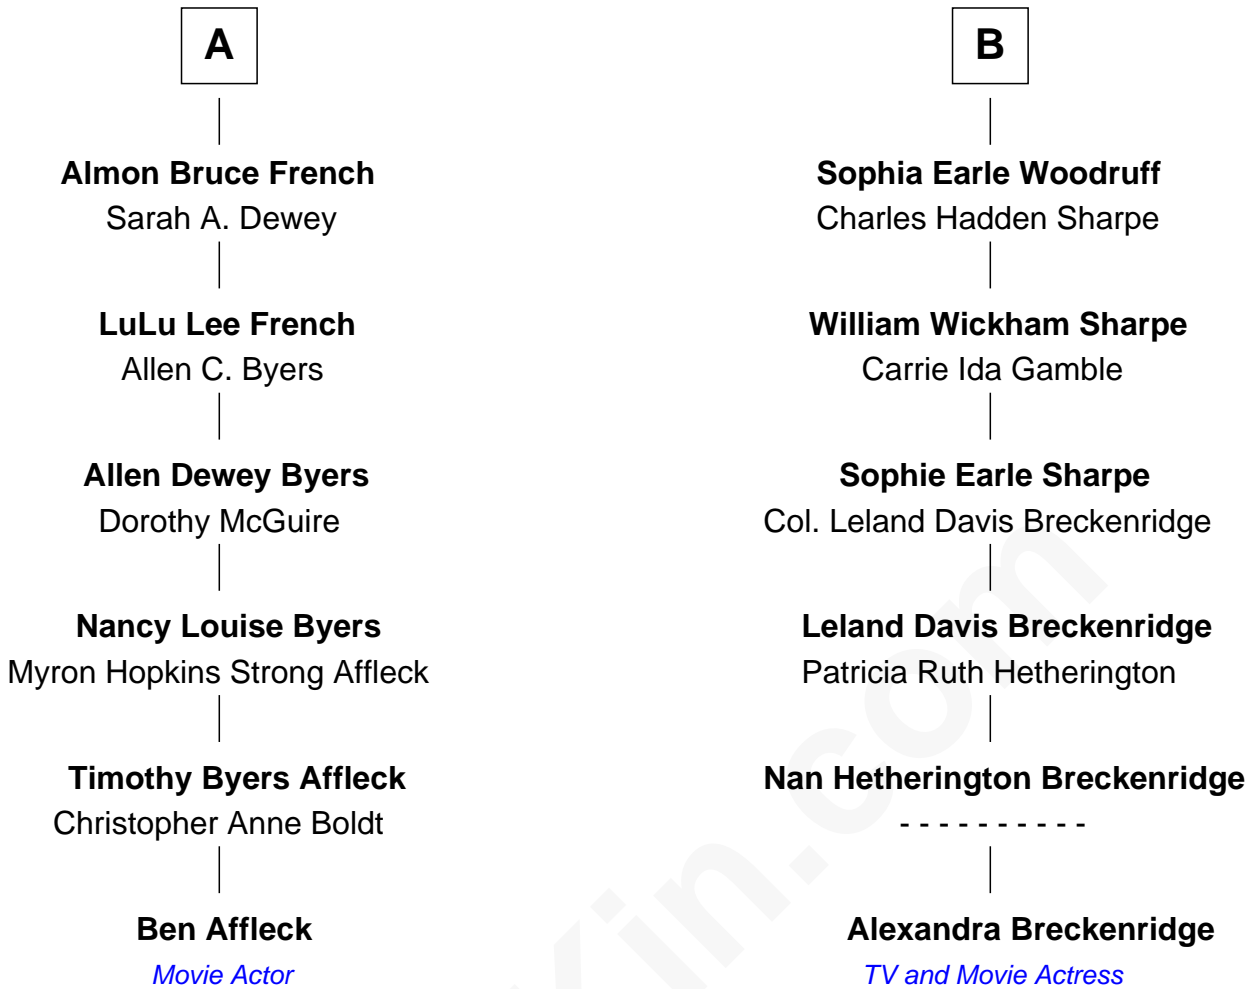 A
B
Almon Bruce French
Sarah A. Dewey
Sophia Earle Woodruff
Charles Hadden Sharpe
LuLu Lee French
Allen C. Byers
William Wickham Sharpe
Carrie Ida Gamble
Allen Dewey Byers
Dorothy McGuire
Sophie Earle Sharpe
Col. Leland Davis Breckenridge
Nancy Louise Byers
Myron Hopkins Strong Affleck
Leland Davis Breckenridge
Patricia Ruth Hetherington
Timothy Byers Affleck
Christopher Anne Boldt
Nan Hetherington Breckenridge
- - - - - - - - - -
Ben Affleck
Movie Actor
Alexandra Breckenridge
TV and Movie Actress
Kin.com